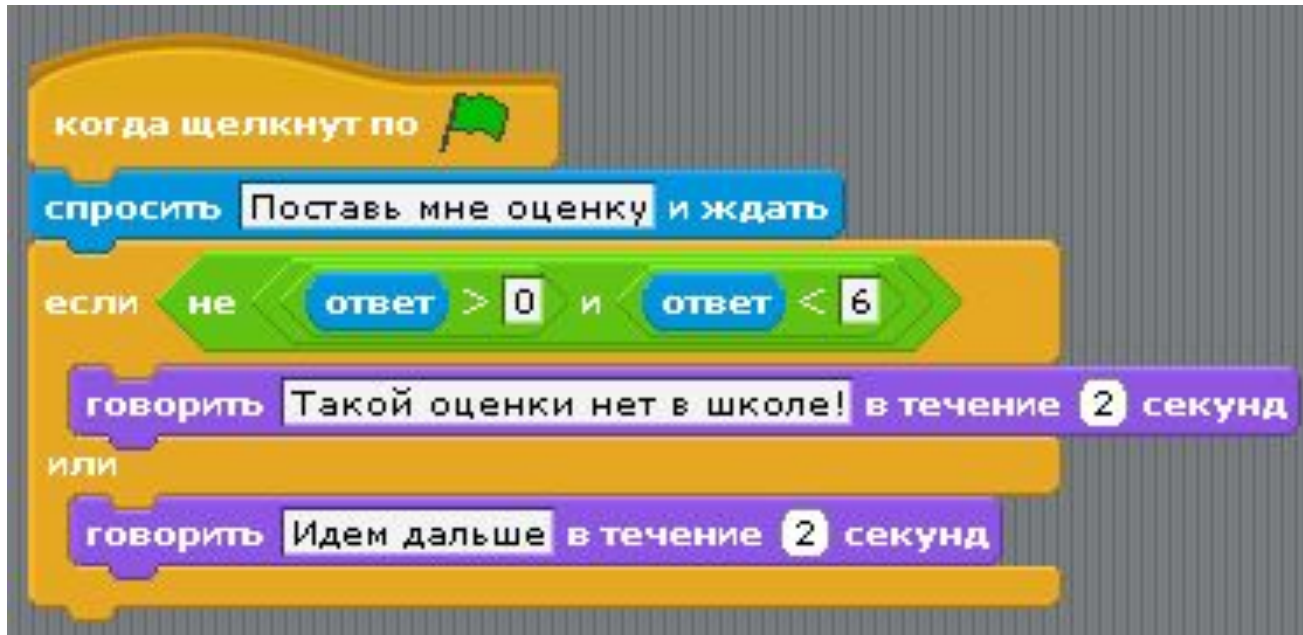 когда щелкнут по
спросить Поставь мне оценку и ждать
если не ответ > 0 и ответ < 6
говорить Такой оценки нет в школе! в течение 2 секунд
или
говорить Идем дальше в течение 2 секунд